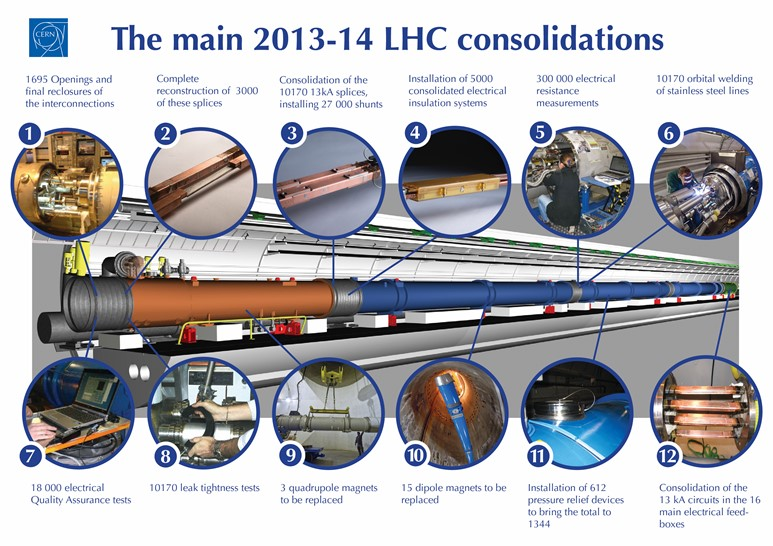 CERN
The main 2013-14 LHC consolidations
1695 Openings and
final reclosures of
the interconnections
Complete
reconstruction of 3000
of these splices
Consolidation of the
10170 13kA splices,
installing 27 000 shunts
Installation of 5000
consolidated electrical
insulation systems
300 000 electrical
resistance
measurements
10170 orbital welding
of stainless steel lines
1
2
3
4
5
6
7
8
9
10
11
12
18 000 electrical
Quality Assurance tests
10170 leak tightness tests
3 quadrupole magnets
to be replaced
15 dipole magnets to be
replaced
Installation of 612
pressure relief devices
to bring the total to
1344
Consolidation of the
13 kA circuits in the 16
main electrical feed-
boxes